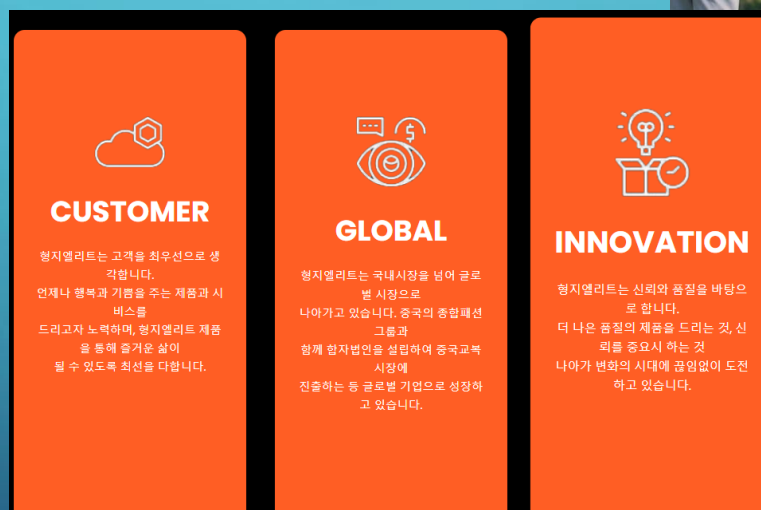 CUSTOMER
형지엘리트는 고객을 최우선으로 생
각합니다.
언제나 행복과 기쁨을 주는 제품과 서
비스를
드리고자 노력하며, 형지엘리트 제품
을 통해 즐거운 삶이
될 수 있도록 최선을 다합니다.
GLOBAL
형지엘리트는 국내시장을 넘어 글로
벌 시장으로
나아가고 있습니다. 중국의 종합패션
그룹과
함께 합자법인을 설립하여 중국교복
시장에
진출하는 등 글로벌 기업으로 성장하
고 있습니다.
INNOVATION
형지엘리트는 신뢰와 품질을 바탕으
로 합니다.
더 나은 품질의 제품을 드리는 것, 신
뢰를 중요시 하는 것
나아가 변화의 시대에 끊임없이 도전
하고 있습니다.